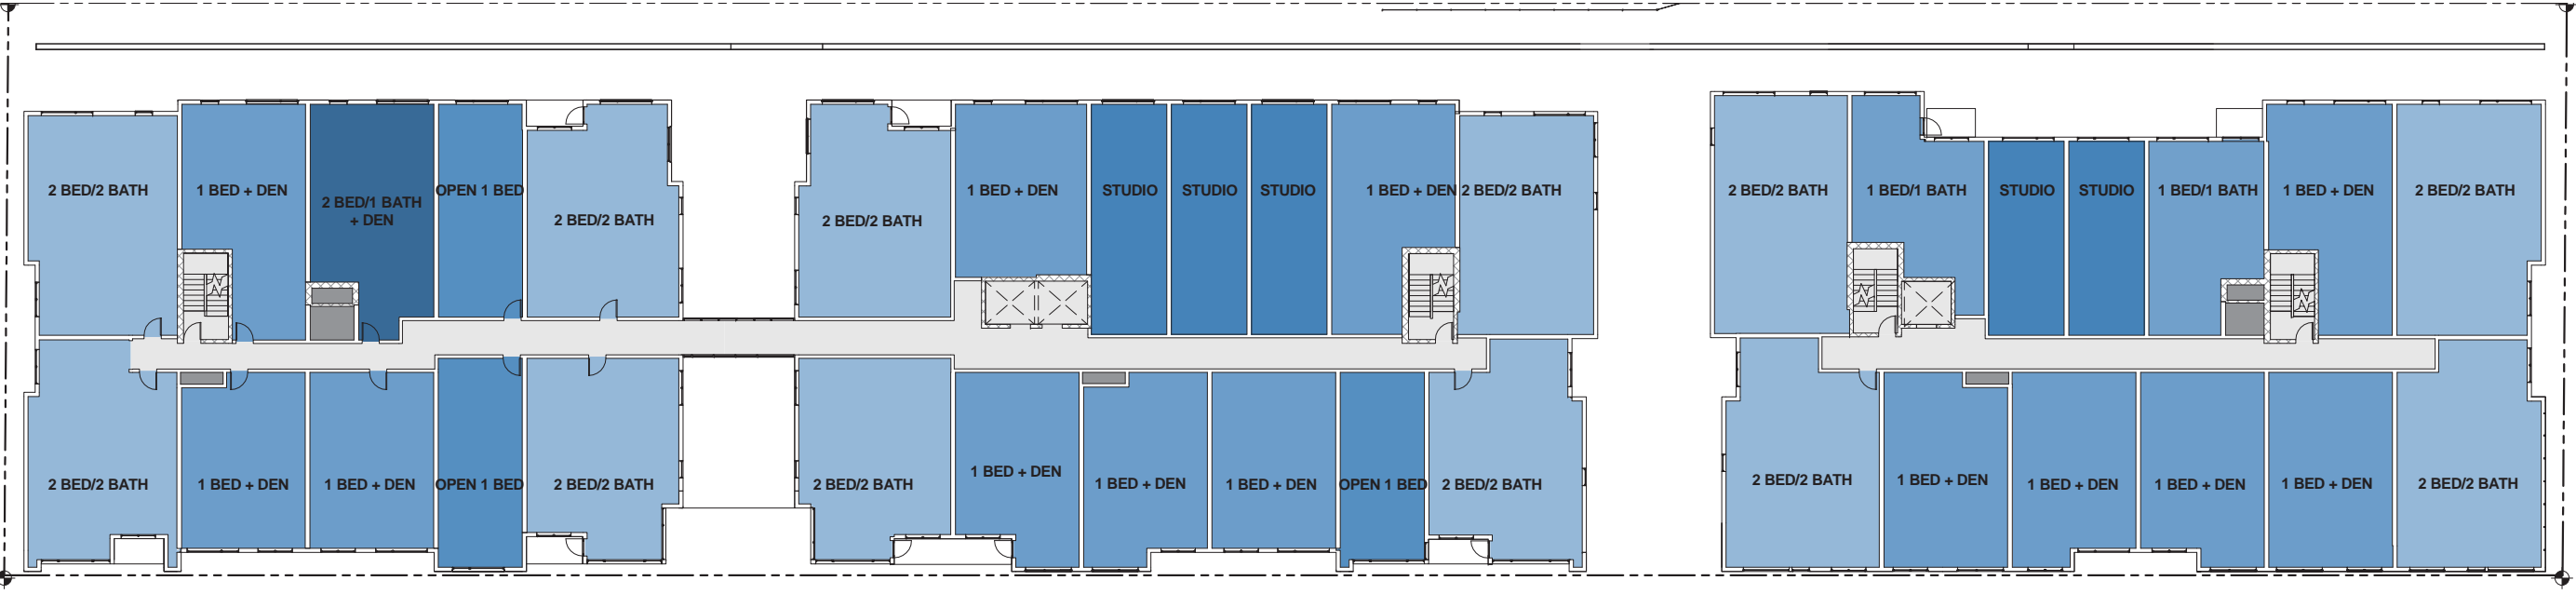 2 BED/2 BATH
1 BED + DEN
2 BED/1 BATH
+ DEN
OPEN 1 BED
2 BED/2 BATH
2 BED/2 BATH
1 BED + DEN
STUDIO
STUDIO
STUDIO
1 BED + DEN
2 BED/2 BATH
2 BED/2 BATH
1 BED/1 BATH
STUDIO
STUDIO
1 BED/1 BATH
1 BED + DEN
2 BED/2 BATH
2 BED/2 BATH
1 BED + DEN
1 BED + DEN
OPEN 1 BED
2 BED/2 BATH
2 BED/2 BATH
1 BED + DEN
1 BED + DEN
1 BED + DEN
OPEN 1 BED
2 BED/2 BATH
2 BED/2 BATH
1 BED + DEN
1 BED + DEN
1 BED + DEN
1 BED + DEN
2 BED/2 BATH